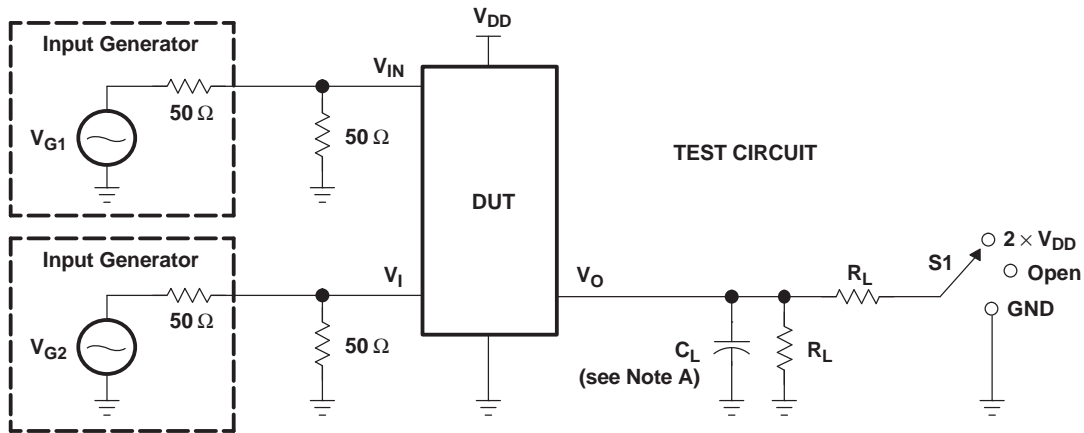 V_DD
Input Generator
V_IN
50 Ω
V_G1
50 Ω
TEST CIRCUIT
DUT
Input Generator
2 × V_DD
S1
Open
V_I
V_O
R_L
GND
50 Ω
V_G2
50 Ω
C_L
(see Note A)
R_L